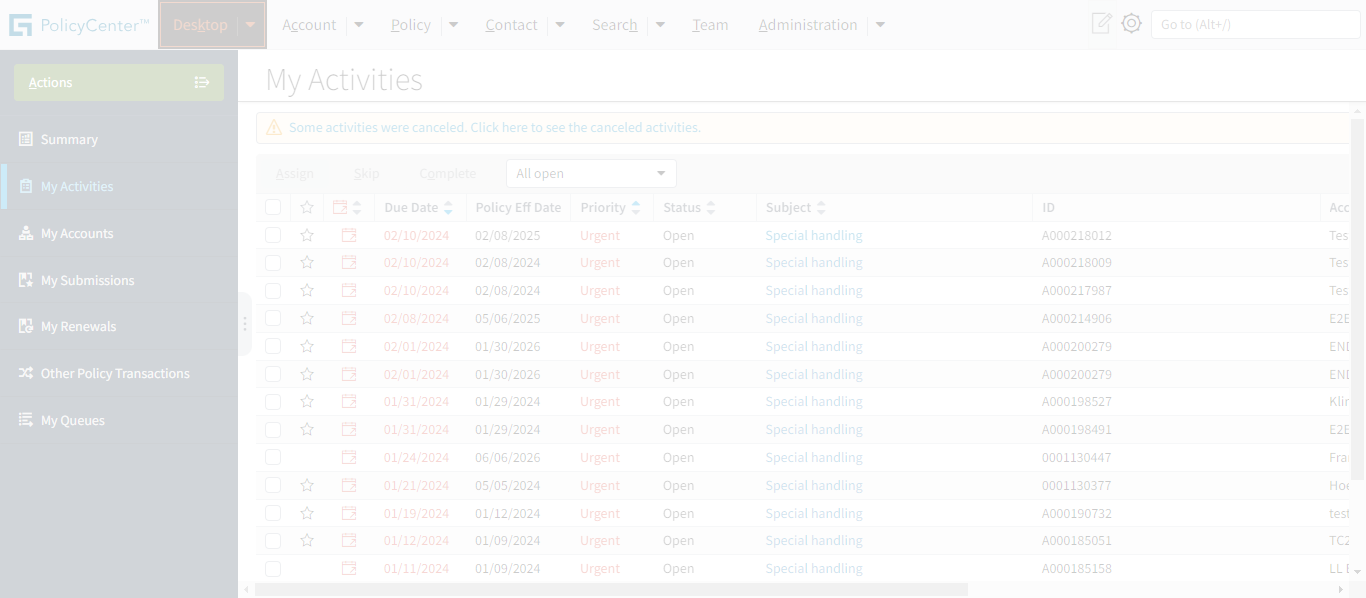 PolicyCenter™ Desktop Account Policy Contact Search Team Administration Go to (Alt+/)
Actions
Summary
My Activities
My Accounts
My Submissions
My Renewals
Other Policy Transactions
My Queues
My Activities
Some activities were canceled. Click here to see the canceled activities.
Assign Skip Complete All open
Due Date Policy Eff Date Priority Status Subject ID Acc
02/10/2024 02/08/2025 Urgent Open Special handling A000218012 Tes
02/10/2024 02/08/2024 Urgent Open Special handling A000218009 Tes
02/10/2024 02/08/2024 Urgent Open Special handling A000217987 Tes
02/08/2024 05/06/2025 Urgent Open Special handling A000214906 E2E
02/01/2024 01/30/2026 Urgent Open Special handling A000200279 END
02/01/2024 01/30/2026 Urgent Open Special handling A000200279 END
01/31/2024 01/29/2024 Urgent Open Special handling A000198527 Klin
01/31/2024 01/29/2024 Urgent Open Special handling A000198491 E2E
01/24/2024 06/06/2026 Urgent Open Special handling 0001130447 Fra
01/21/2024 05/05/2024 Urgent Open Special handling 0001130377 Hoe
01/19/2024 01/12/2024 Urgent Open Special handling A000190732 test
01/12/2024 01/09/2024 Urgent Open Special handling A000185051 TC2
01/11/2024 01/09/2024 Urgent Open Special handling A000185158 LL E